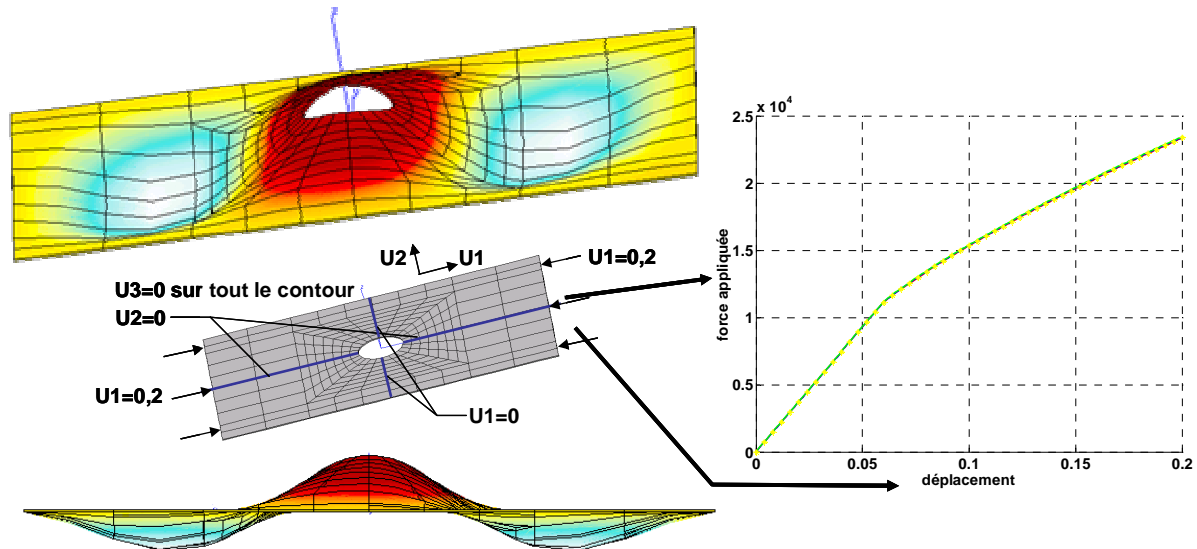 U2
U1
U1=0,2
U3=0 sur tout le contour
U2=0
U1=0,2
U1=0
x 10⁴
2.5
2
1.5
1
0.5
0
force appliquée
0
0.05
0.1
0.15
0.2
déplacement